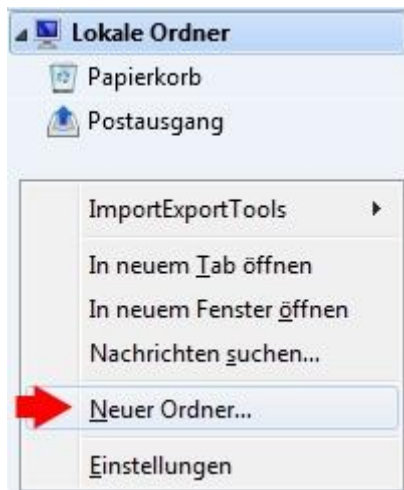 Lokale Ordner
Papierkorb
Postausgang
ImportExportTools
In neuem Tab öffnen
In neuem Fenster öffnen
Nachrichten suchen...
Neuer Ordner...
Einstellungen